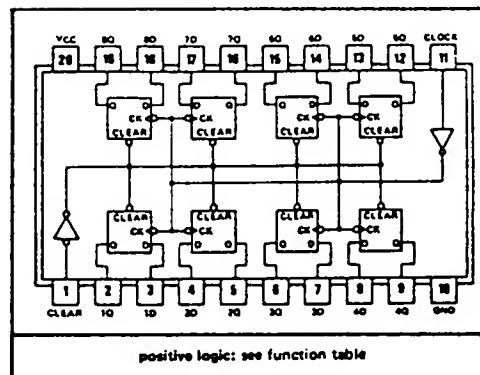 VCC 8Q 8D 7D 7Q 6Q 6D 5D 5Q CLOCK
20 19 18 17 16 15 14 13 12 11
CK CK CK CK
CLEAR CLEAR CLEAR CLEAR
CLEAR CLEAR CLEAR CLEAR
CK CK CK CK
1 2 3 4 5 6 7 8 9 10
CLEAR 1Q 1D 2D 2Q 3Q 3D 4D 4Q GND
positive logic: see function table